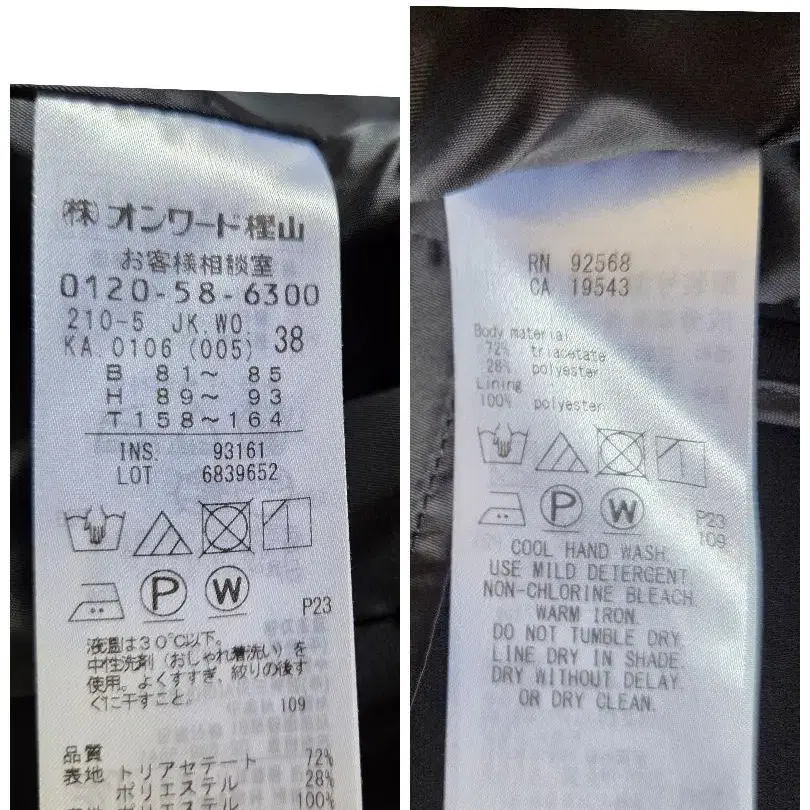 (株)オンワード樫山
お客様相談室
0120-58-6300
210-5 JK.WO.
KA.0106 (005) 38
B 81～ 85
H 89～ 93
T158～164
INS. 93161
LOT 6839652
P W
P23
液温は30℃以下。
中性洗剤（おしゃれ着洗い）を
使用。よくすすぎ、絞りの後す
ぐに干すこと。
109
品質
表地 トリアセテート 72%
ポリエステル 28%
ポリエステル 100%
RN 92568
CA 19543
Body material
72% triacetate
28% polyester
Lining
100% polyester
P W
P23
109
COOL HAND WASH.
USE MILD DETERGENT.
NON-CHLORINE BLEACH.
WARM IRON.
DO NOT TUMBLE DRY.
LINE DRY IN SHADE.
DRY WITHOUT DELAY.
OR DRY CLEAN.